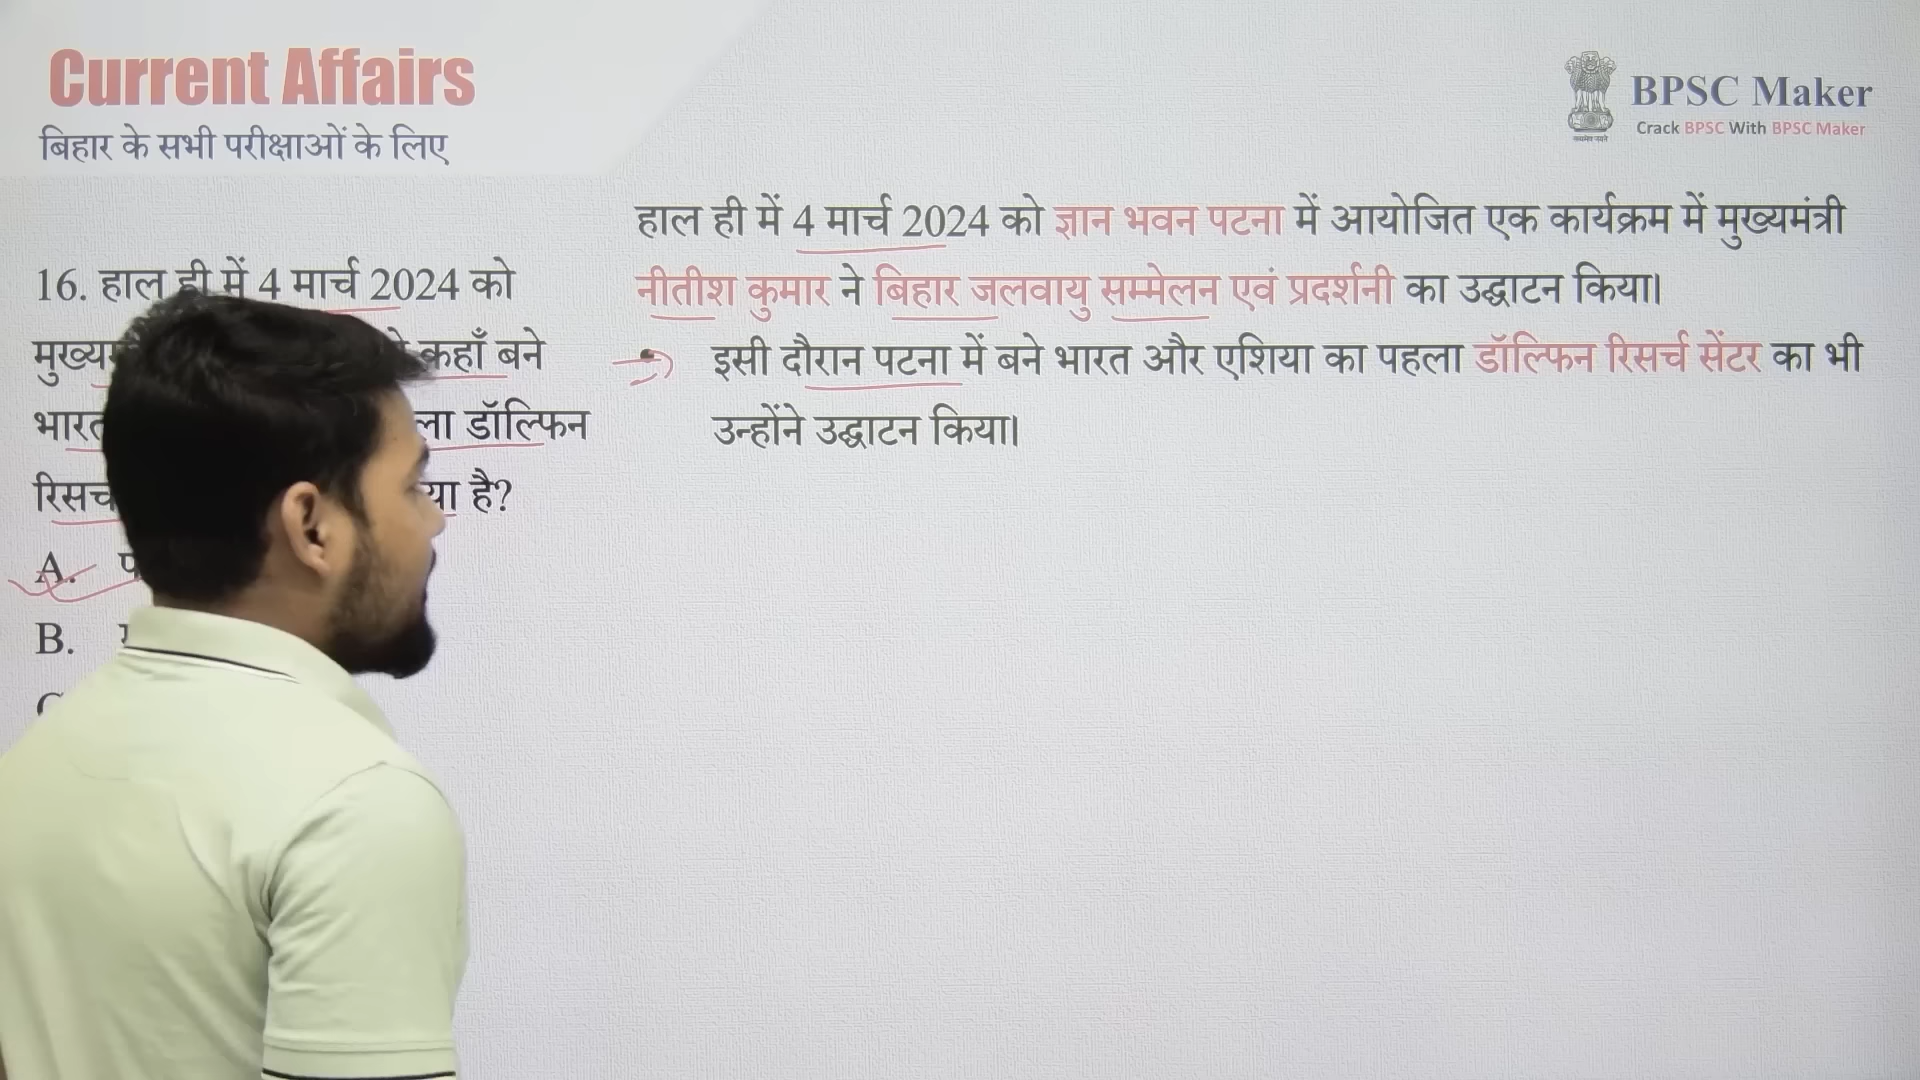 Current Affairs
बिहार के सभी परीक्षाओं के लिए
BPSC Maker
Crack BPSC With BPSC Maker
16. हाल ही में 4 मार्च 2024 को
कहाँ बने
डॉल्फिन
है?
A.
B.
हाल ही में 4 मार्च 2024 को ज्ञान भवन पटना में आयोजित एक कार्यक्रम में मुख्यमंत्री
नीतीश कुमार ने बिहार जलवायु सम्मेलन एवं प्रदर्शनी का उद्घाटन किया।
इसी दौरान पटना में बने भारत और एशिया का पहला डॉल्फिन रिसर्च सेंटर का भी
उन्होंने उद्घाटन किया।